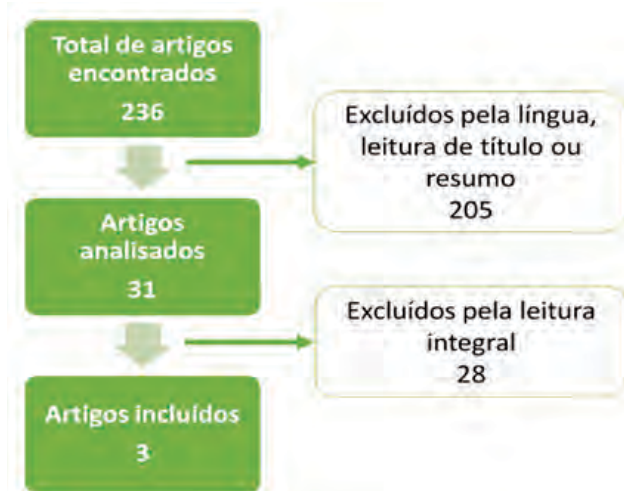 Total de artigos
encontrados
236
Excluídos pela língua,
leitura de título ou
resumo
205
Artigos
analisados
31
Excluídos pela leitura
integral
28
Artigos incluídos
3